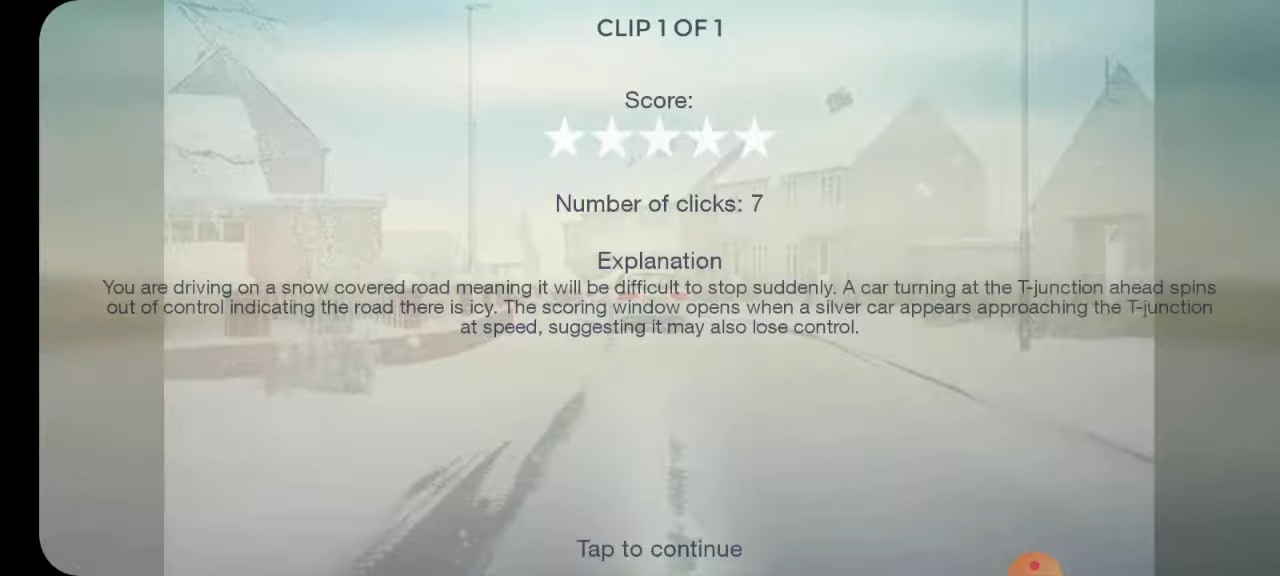 CLIP 1 OF 1
Score:
Number of clicks: 7
Explanation
You are driving on a snow covered road meaning it will be difficult to stop suddenly. A car turning at the T-junction ahead spins
out of control indicating the road there is icy. The scoring window opens when a silver car appears approaching the T-junction
at speed, suggesting it may also lose control.
Tap to continue